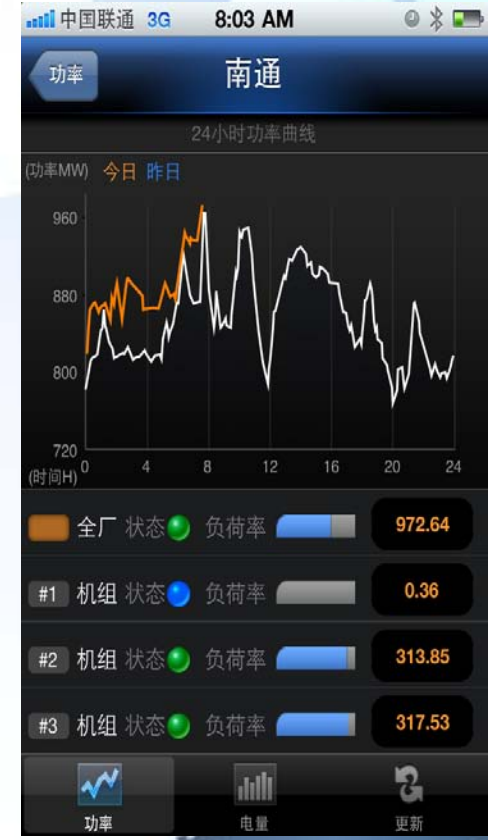 中国联通 3G 8:03 AM
功率 南通
24小时功率曲线
(功率MW) 今日 昨日
960
880
800
720
(时间H) 0 4 8 12 16 20 24
全厂 状态 负荷率 972.64
#1 机组 状态 负荷率 0.36
#2 机组 状态 负荷率 313.85
#3 机组 状态 负荷率 317.53
功率 电量 更新